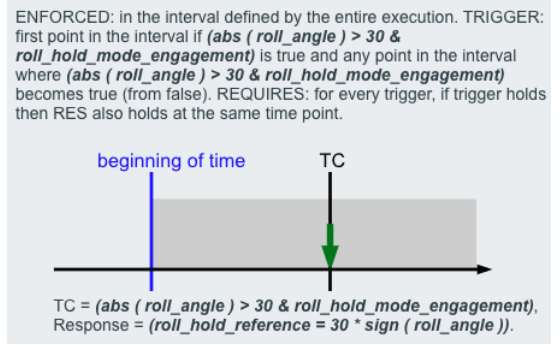 ENFORCED: in the interval defined by the entire execution. TRIGGER:
first point in the interval if (abs ( roll_angle ) > 30 &
roll_hold_mode_engagement) is true and any point in the interval
where (abs ( roll_angle ) > 30 & roll_hold_mode_engagement)
becomes true (from false). REQUIRES: for every trigger, if trigger holds
then RES also holds at the same time point.
beginning of time TC
TC = (abs ( roll_angle ) > 30 & roll_hold_mode_engagement),
Response = (roll_hold_reference = 30 * sign ( roll_angle )).